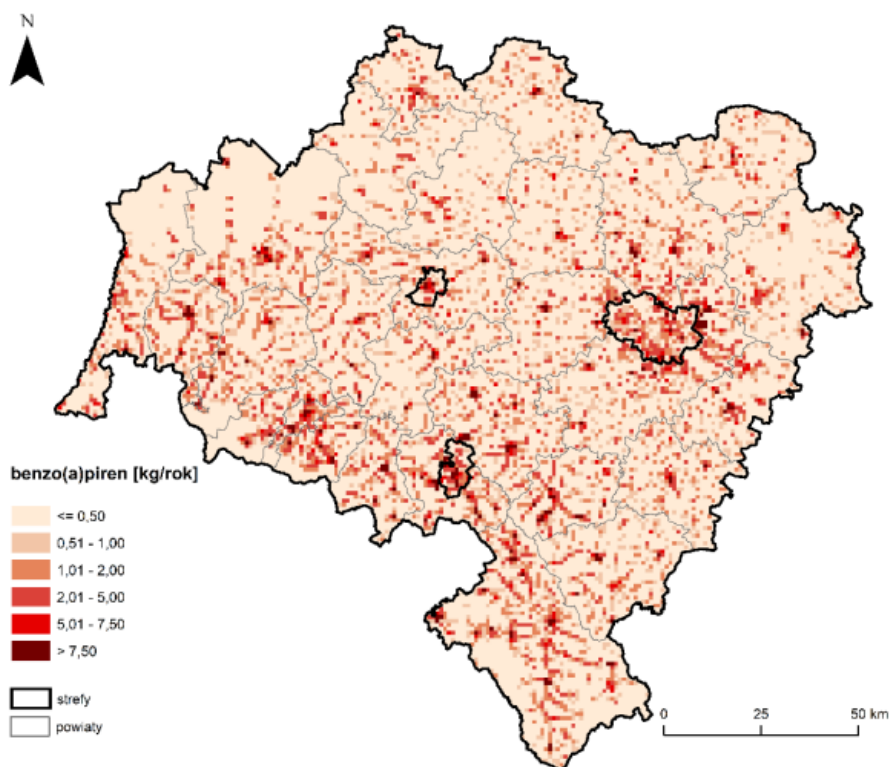 N
benzo(a)piren [kg/rok]
<= 0,50
0,51 - 1,00
1,01 - 2,00
2,01 - 5,00
5,01 - 7,50
> 7,50
strefy
powiaty
0 25 50 km